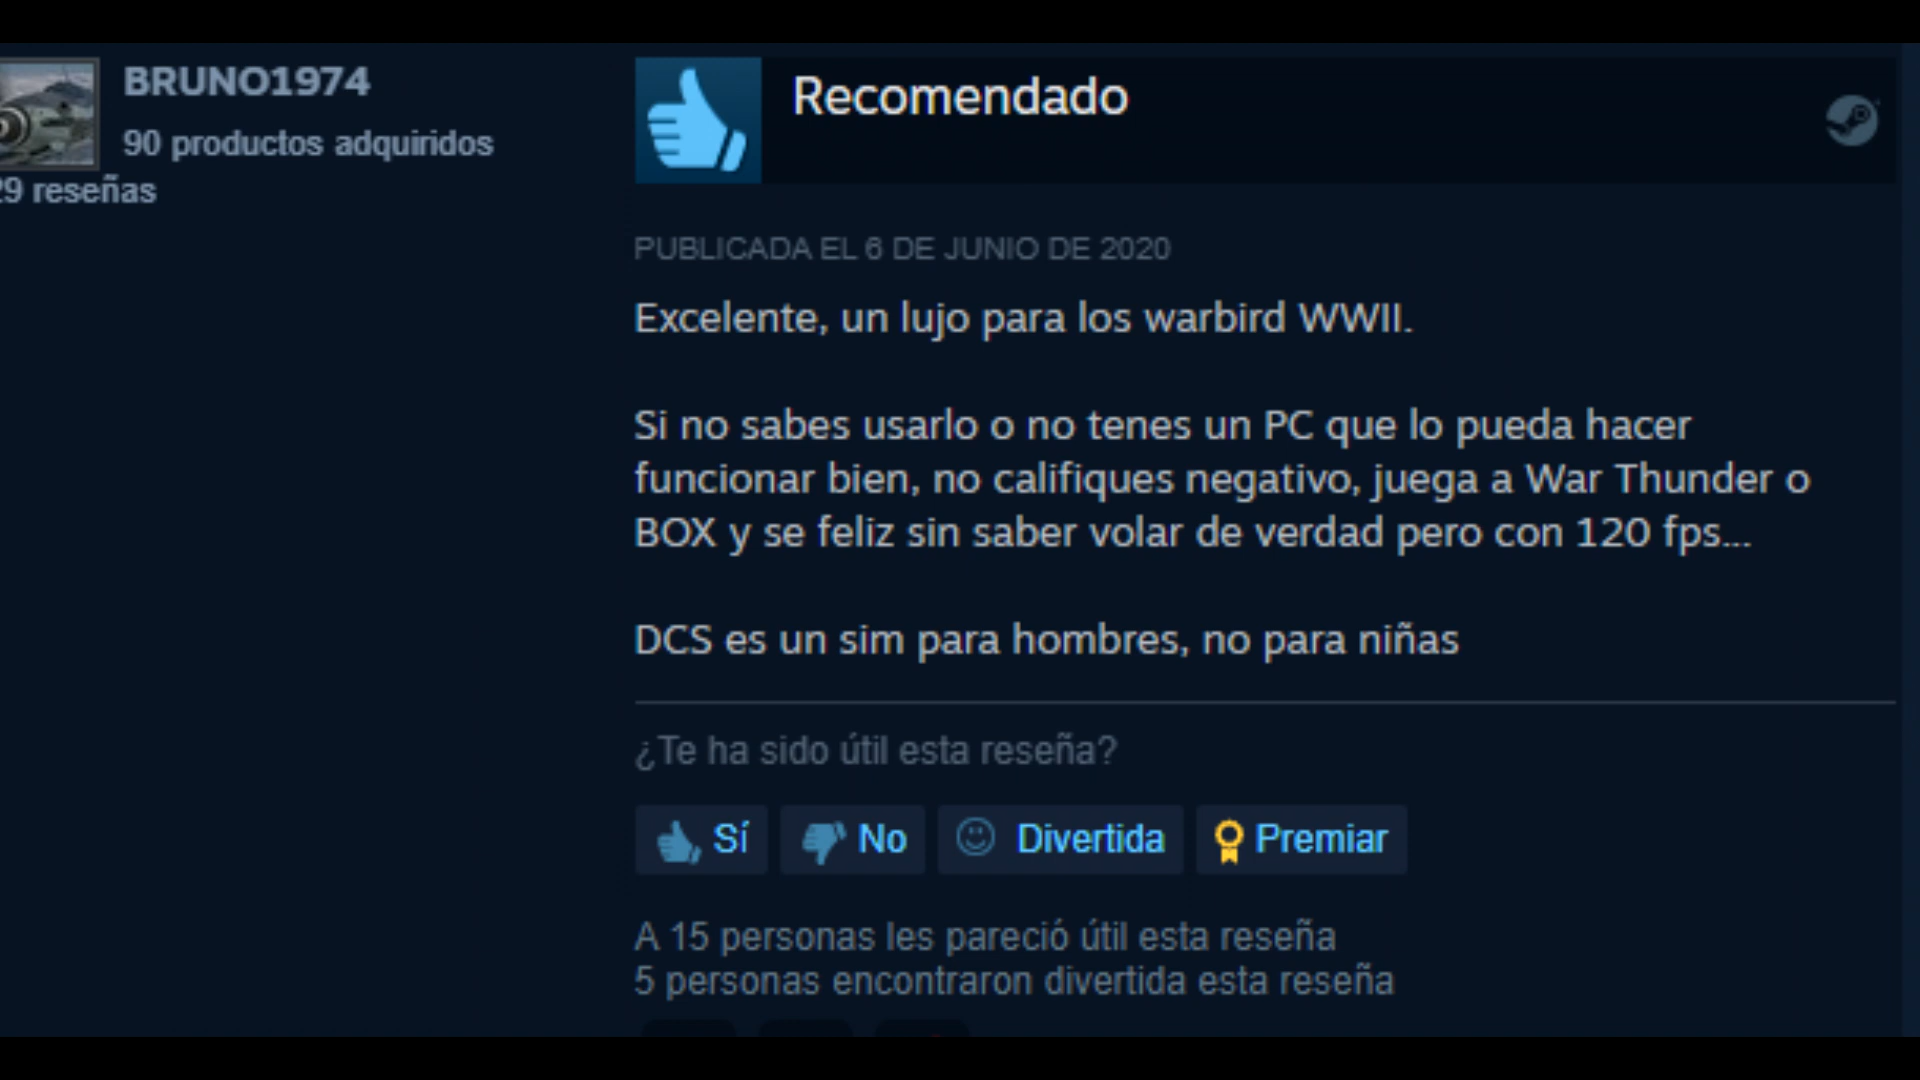 BRUNO1974
90 productos adquiridos
29 reseñas
Recomendado
PUBLICADA EL 6 DE JUNIO DE 2020
Excelente, un lujo para los warbird WWII.
Si no sabes usarlo o no tenes un PC que lo pueda hacer
funcionar bien, no califiques negativo, juega a War Thunder o
BOX y se feliz sin saber volar de verdad pero con 120 fps...
DCS es un sim para hombres, no para niñas
¿Te ha sido útil esta reseña?
Sí No Divertida Premiar
A 15 personas les pareció útil esta reseña
5 personas encontraron divertida esta reseña